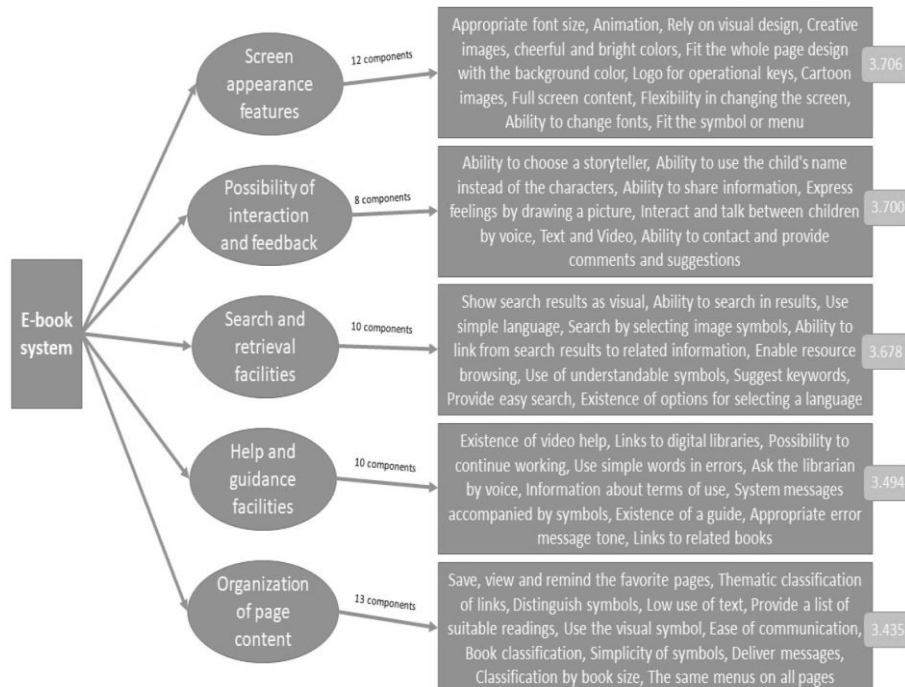 E-book
system
Screen
appearance
features
12 components
Appropriate font size, Animation, Rely on visual design, Creative
images, cheerful and bright colors, Fit the whole page design
with the background color, Logo for operational keys, Cartoon
images, Full screen content, Flexibility in changing the screen,
Ability to change fonts, Fit the symbol or menu
3.706
Possibility of
interaction
and feedback
8 components
Ability to choose a storyteller, Ability to use the child's name
instead of the characters, Ability to share information, Express
feelings by drawing a picture, Interact and talk between children
by voice, Text and Video, Ability to contact and provide
comments and suggestions
3.700
Search and
retrieval
facilities
10 components
Show search results as visual, Ability to search in results, Use
simple language, Search by selecting image symbols, Ability to
link from search results to related information, Enable resource
browsing, Use of understandable symbols, Suggest keywords,
Provide easy search, Existence of options for selecting a language
3.678
Help and
guidance
facilities
10 components
Existence of video help, Links to digital libraries, Possibility to
continue working, Use simple words in errors, Ask the librarian
by voice, Information about terms of use, System messages
accompanied by symbols, Existence of a guide, Appropriate error
message tone, Links to related books
3.494
Organization
of page
content
13 components
Save, view and remind the favorite pages, Thematic classification
of links, Distinguish symbols, Low use of text, Provide a list of
suitable readings, Use the visual symbol, Ease of communication,
Book classification, Simplicity of symbols, Deliver messages,
Classification by book size, The same menus on all pages
3.435